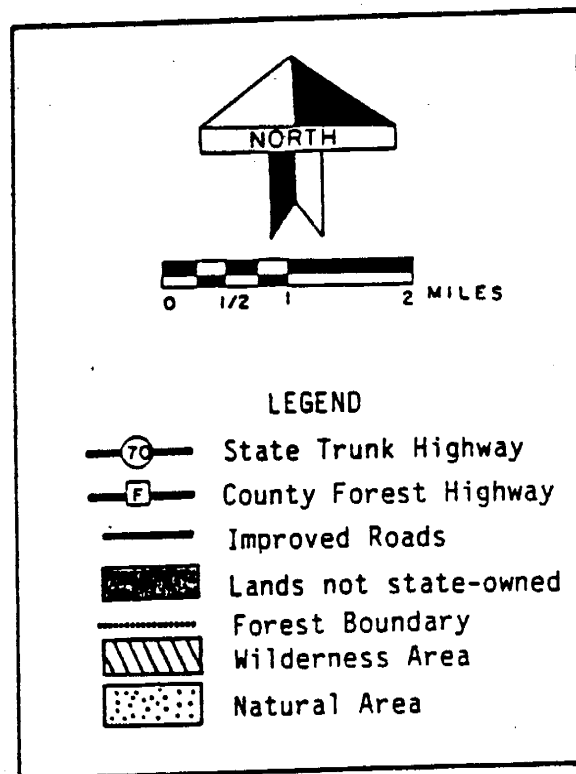 NORTH
0 1/2 1 2 MILES
LEGEND
70 State Trunk Highway
F County Forest Highway
Improved Roads
Lands not state-owned
Forest Boundary
Wilderness Area
Natural Area